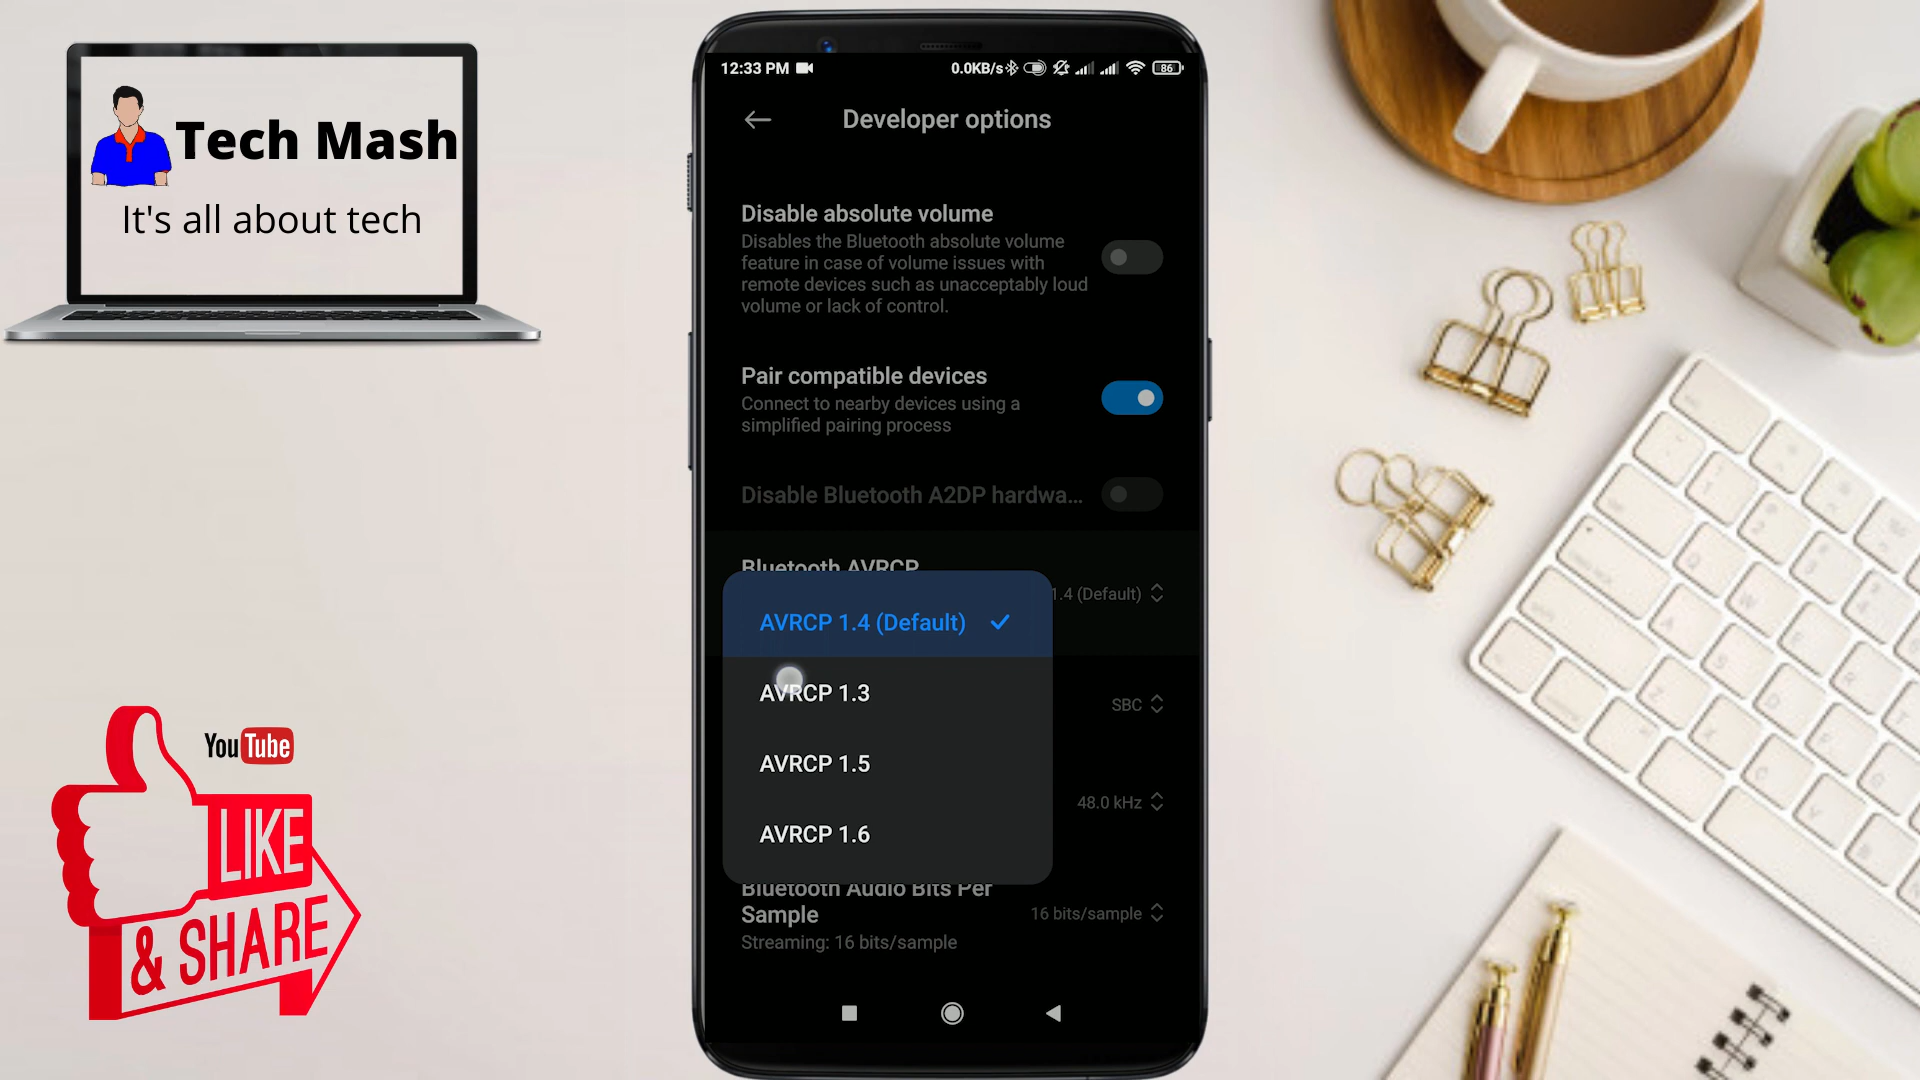 Tech Mash
It's all about tech
YouTube
LIKE
& SHARE
12:33 PM
0.0KB/s
86
Developer options
Disable absolute volume
Disables the Bluetooth absolute volume
feature in case of volume issues with
remote devices such as unacceptably loud
volume or lack of control.
Pair compatible devices
Connect to nearby devices using a
simplified pairing process
Disable Bluetooth A2DP hardwa...
Bluetooth AVRCP
1.4 (Default)
AVRCP 1.4 (Default)
AVRCP 1.3
AVRCP 1.5
AVRCP 1.6
SBC
48.0 kHz
Bluetooth Audio Bits Per
Sample
16 bits/sample
Streaming: 16 bits/sample